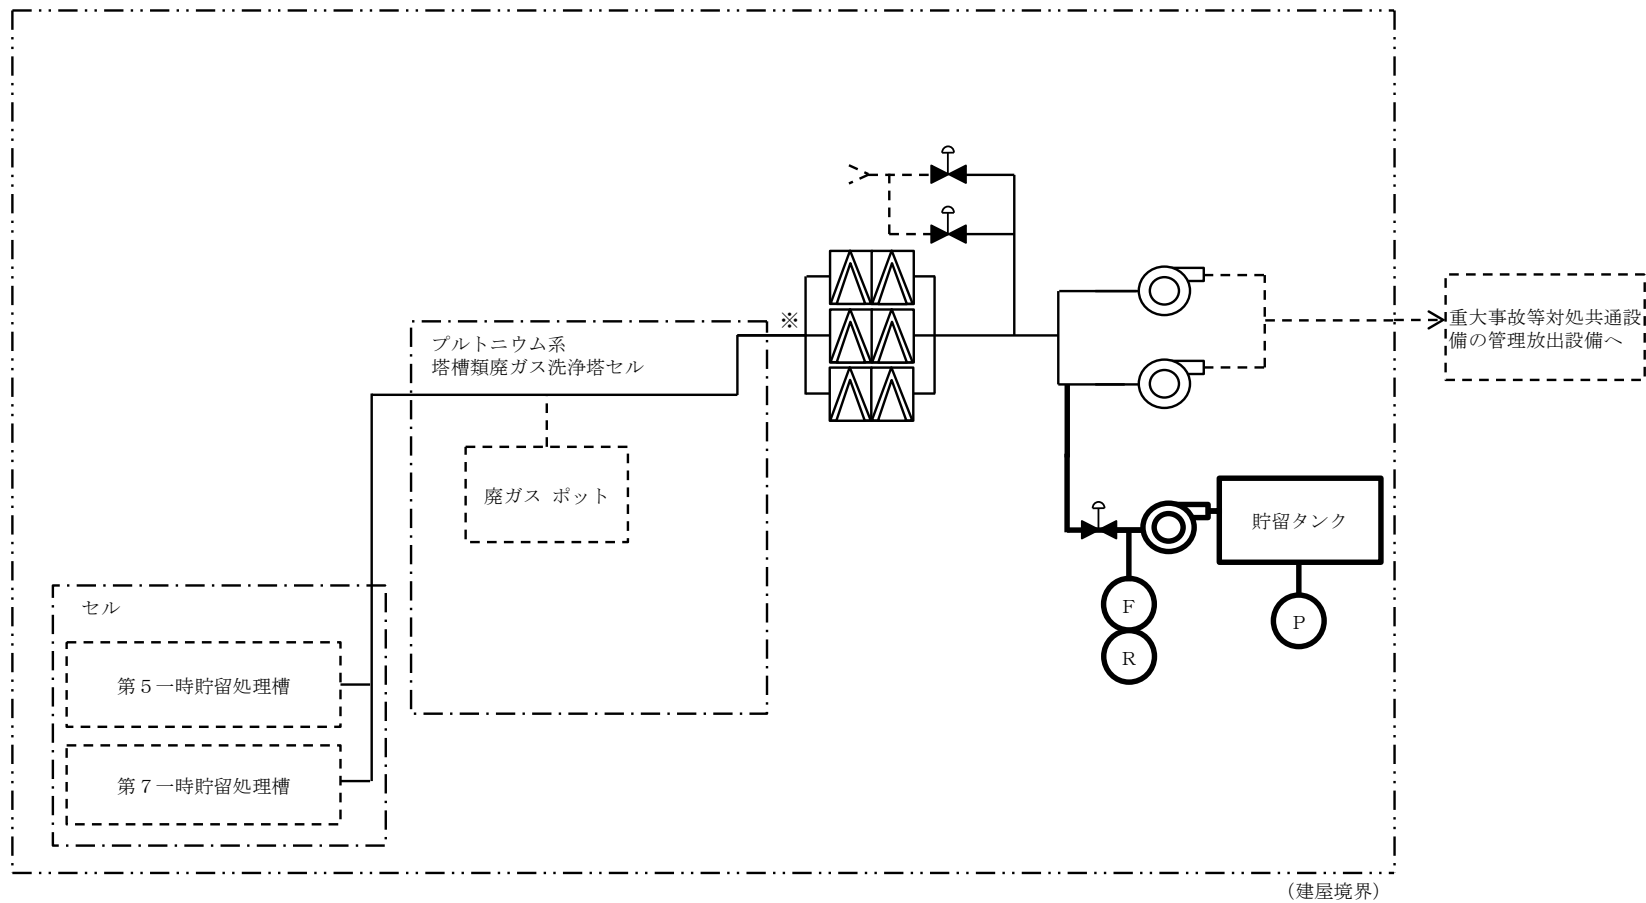 ※
プルトニウム系
塔槽類廃ガス洗浄塔セル
重大事故等対処共通設
備の管理放出設備へ
廃ガス ポット
貯留タンク
セル
F
P
R
第５一時貯留処理槽
第７一時貯留処理槽
（建屋境界）